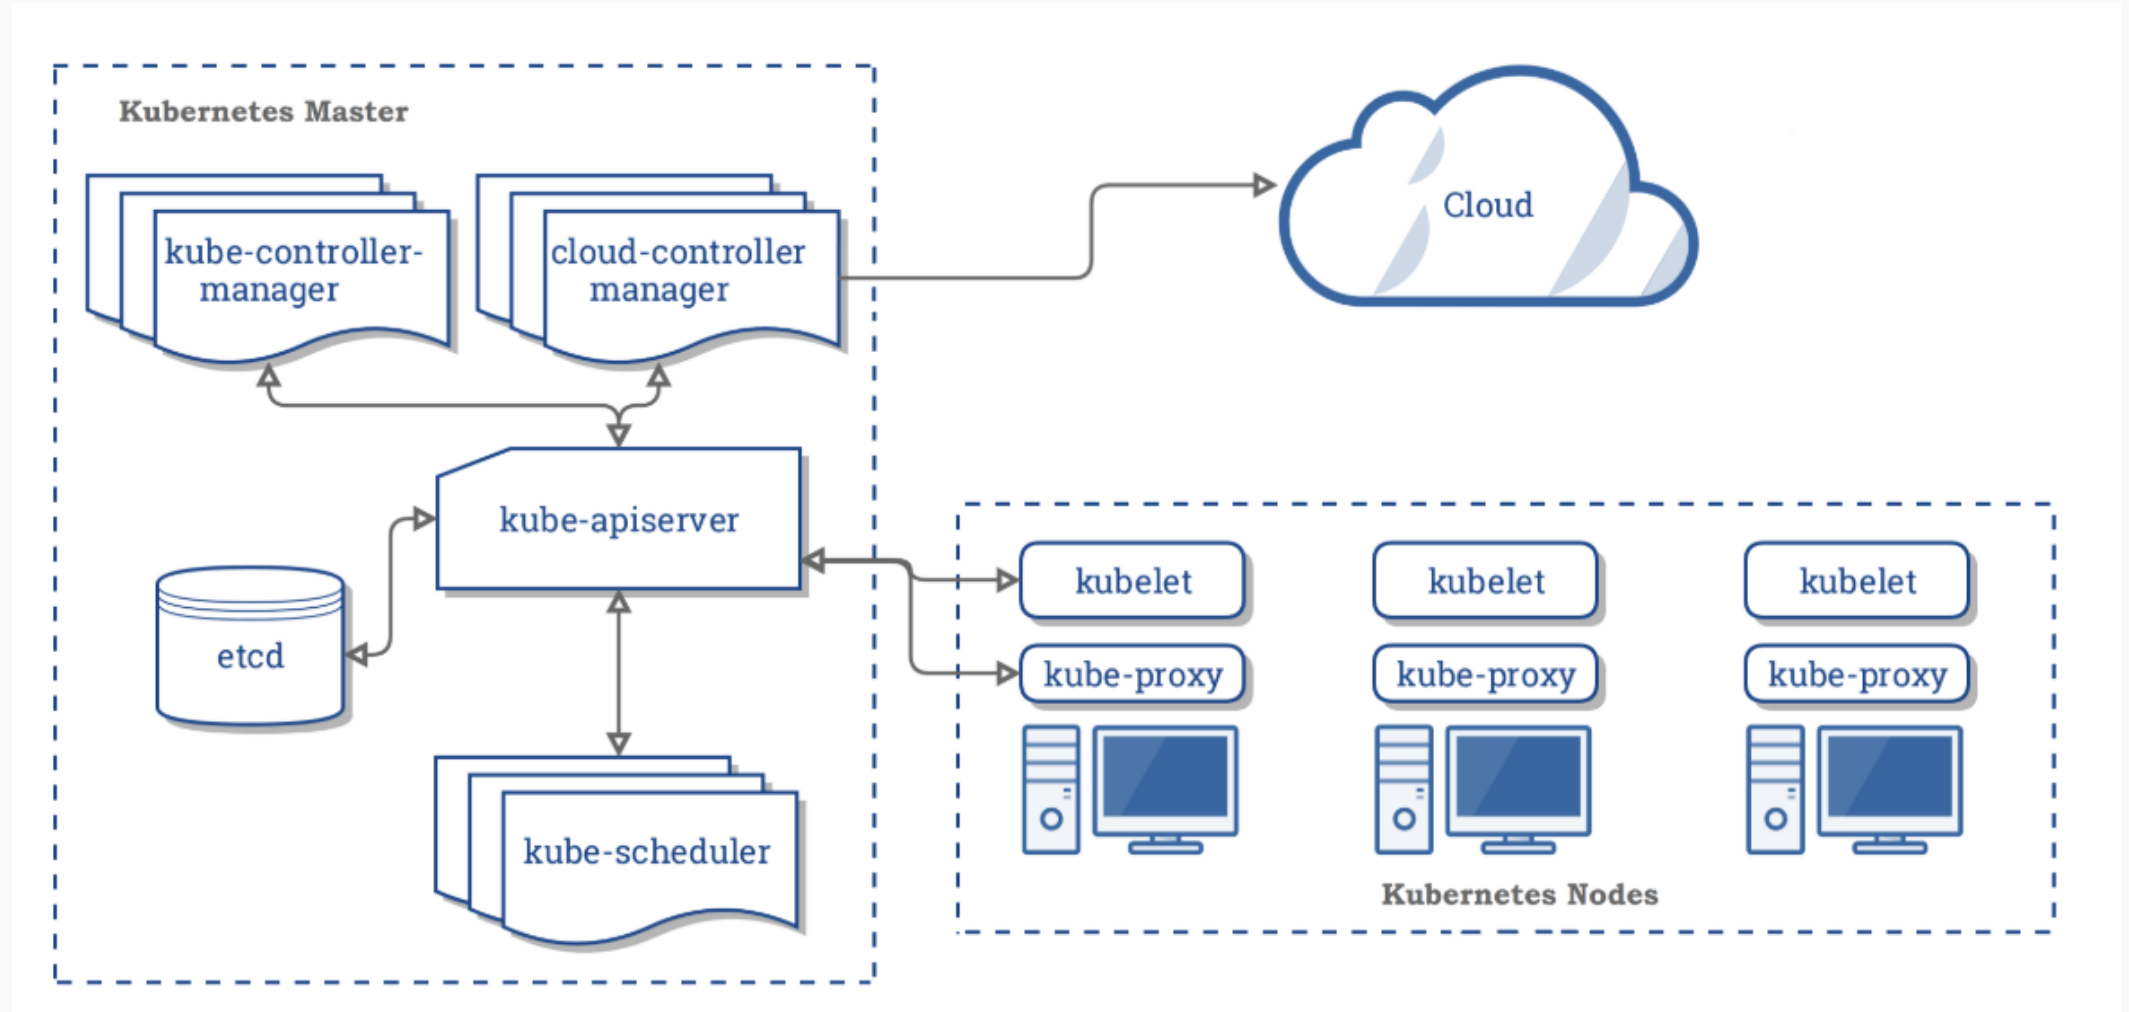 Kubernetes Master
kube-controller-
manager
cloud-controller
manager
Cloud
kube-apiserver
etcd
kube-scheduler
kubelet
kubelet
kubelet
kube-proxy
kube-proxy
kube-proxy
Kubernetes Nodes